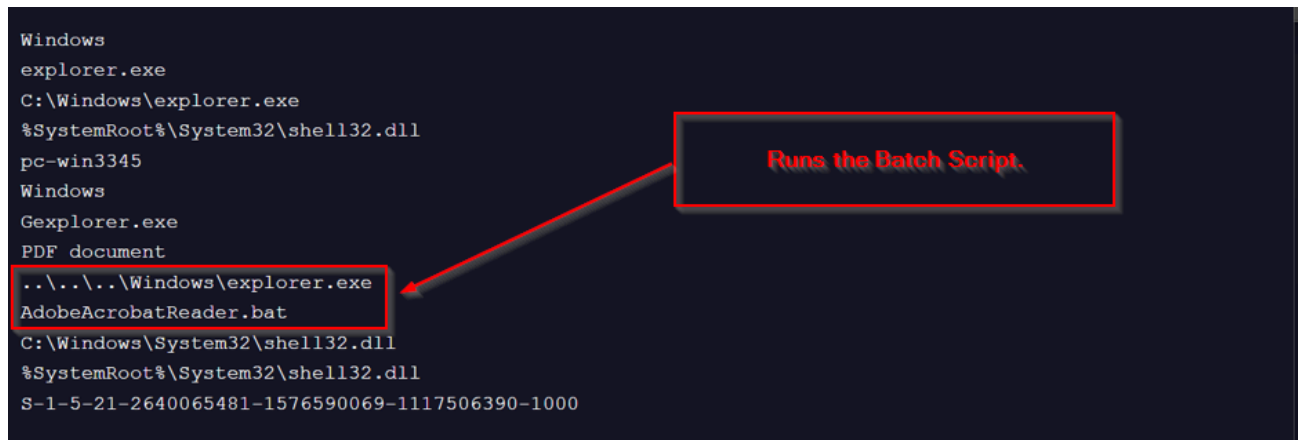 Windows
explorer.exe
C:\Windows\explorer.exe
%SystemRoot%\System32\shell132.dll
pc-win3345
Windows
Gexplorer.exe
PDF document
..\..\..\Windows\explorer.exe
AdobeAcrobatReader.bat
C:\Windows\System32\shell32.dll
%SystemRoot%\System32\shell32.dll
S-1-5-21-2640065481-1576590069-1117506390-1000
Runs the Batch Script.